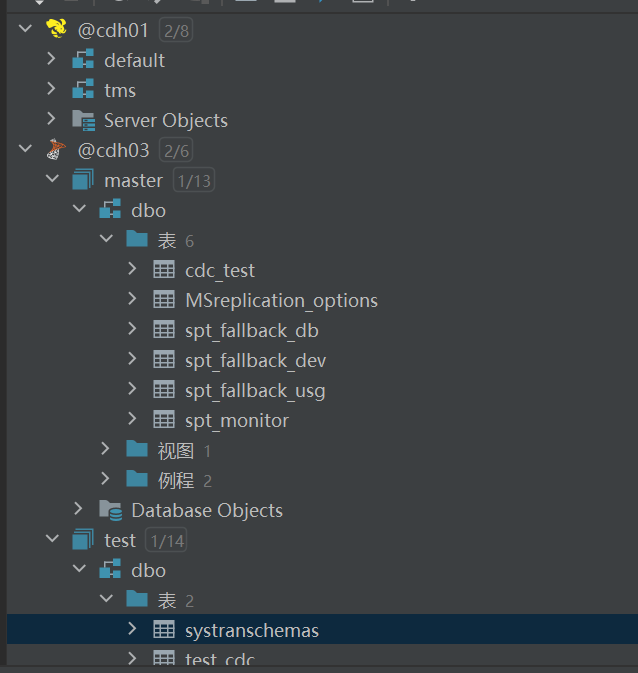 @cdh01 2/8
default
tms
Server Objects
@cdh03 2/6
master 1/13
dbo
表 6
cdc_test
MSreplication_options
spt_fallback_db
spt_fallback_dev
spt_fallback_usg
spt_monitor
视图 1
例程 2
Database Objects
test 1/14
dbo
表 2
systranschemas
test_cdc